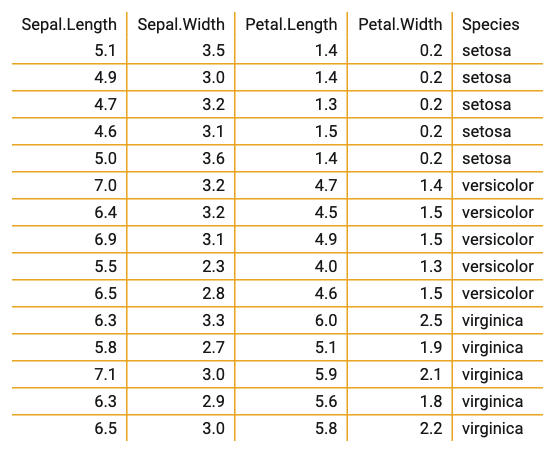 Sepal.Length Sepal.Width Petal.Length Petal.Width Species
5.1 3.5 1.4 0.2 setosa
4.9 3.0 1.4 0.2 setosa
4.7 3.2 1.3 0.2 setosa
4.6 3.1 1.5 0.2 setosa
5.0 3.6 1.4 0.2 setosa
7.0 3.2 4.7 1.4 versicolor
6.4 3.2 4.5 1.5 versicolor
6.9 3.1 4.9 1.5 versicolor
5.5 2.3 4.0 1.3 versicolor
6.5 2.8 4.6 1.5 versicolor
6.3 3.3 6.0 2.5 virginica
5.8 2.7 5.1 1.9 virginica
7.1 3.0 5.9 2.1 virginica
6.3 2.9 5.6 1.8 virginica
6.5 3.0 5.8 2.2 virginica